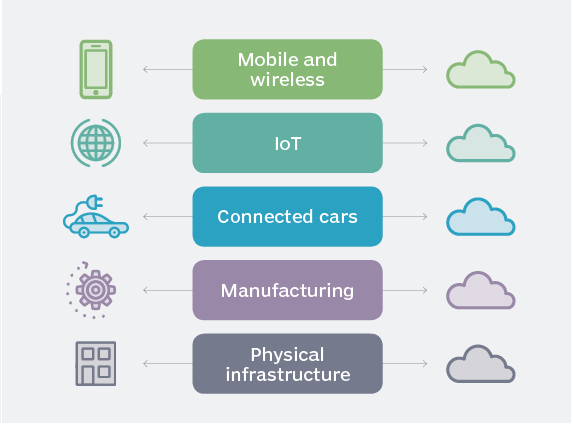 Mobile and
wireless
IoT
Connected cars
Manufacturing
Physical
infrastructure